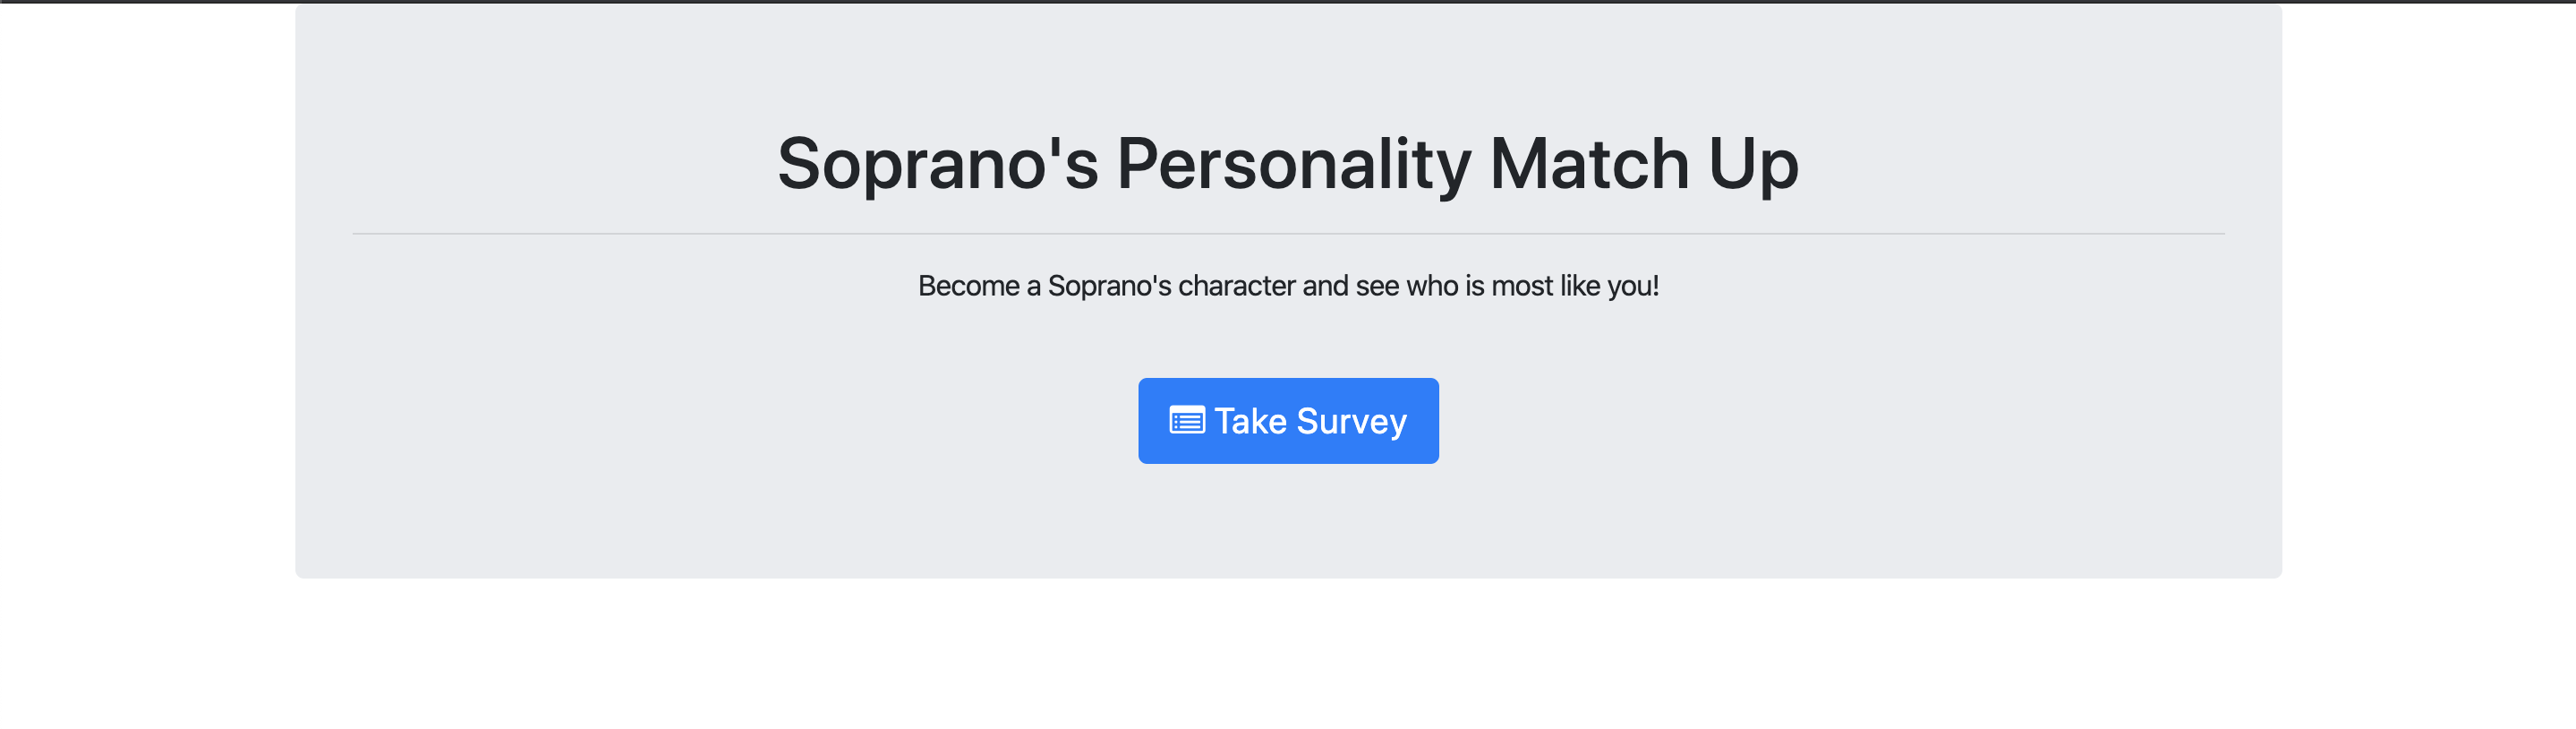 Soprano's Personality Match Up
Become a Soprano's character and see who is most like you!
Take Survey